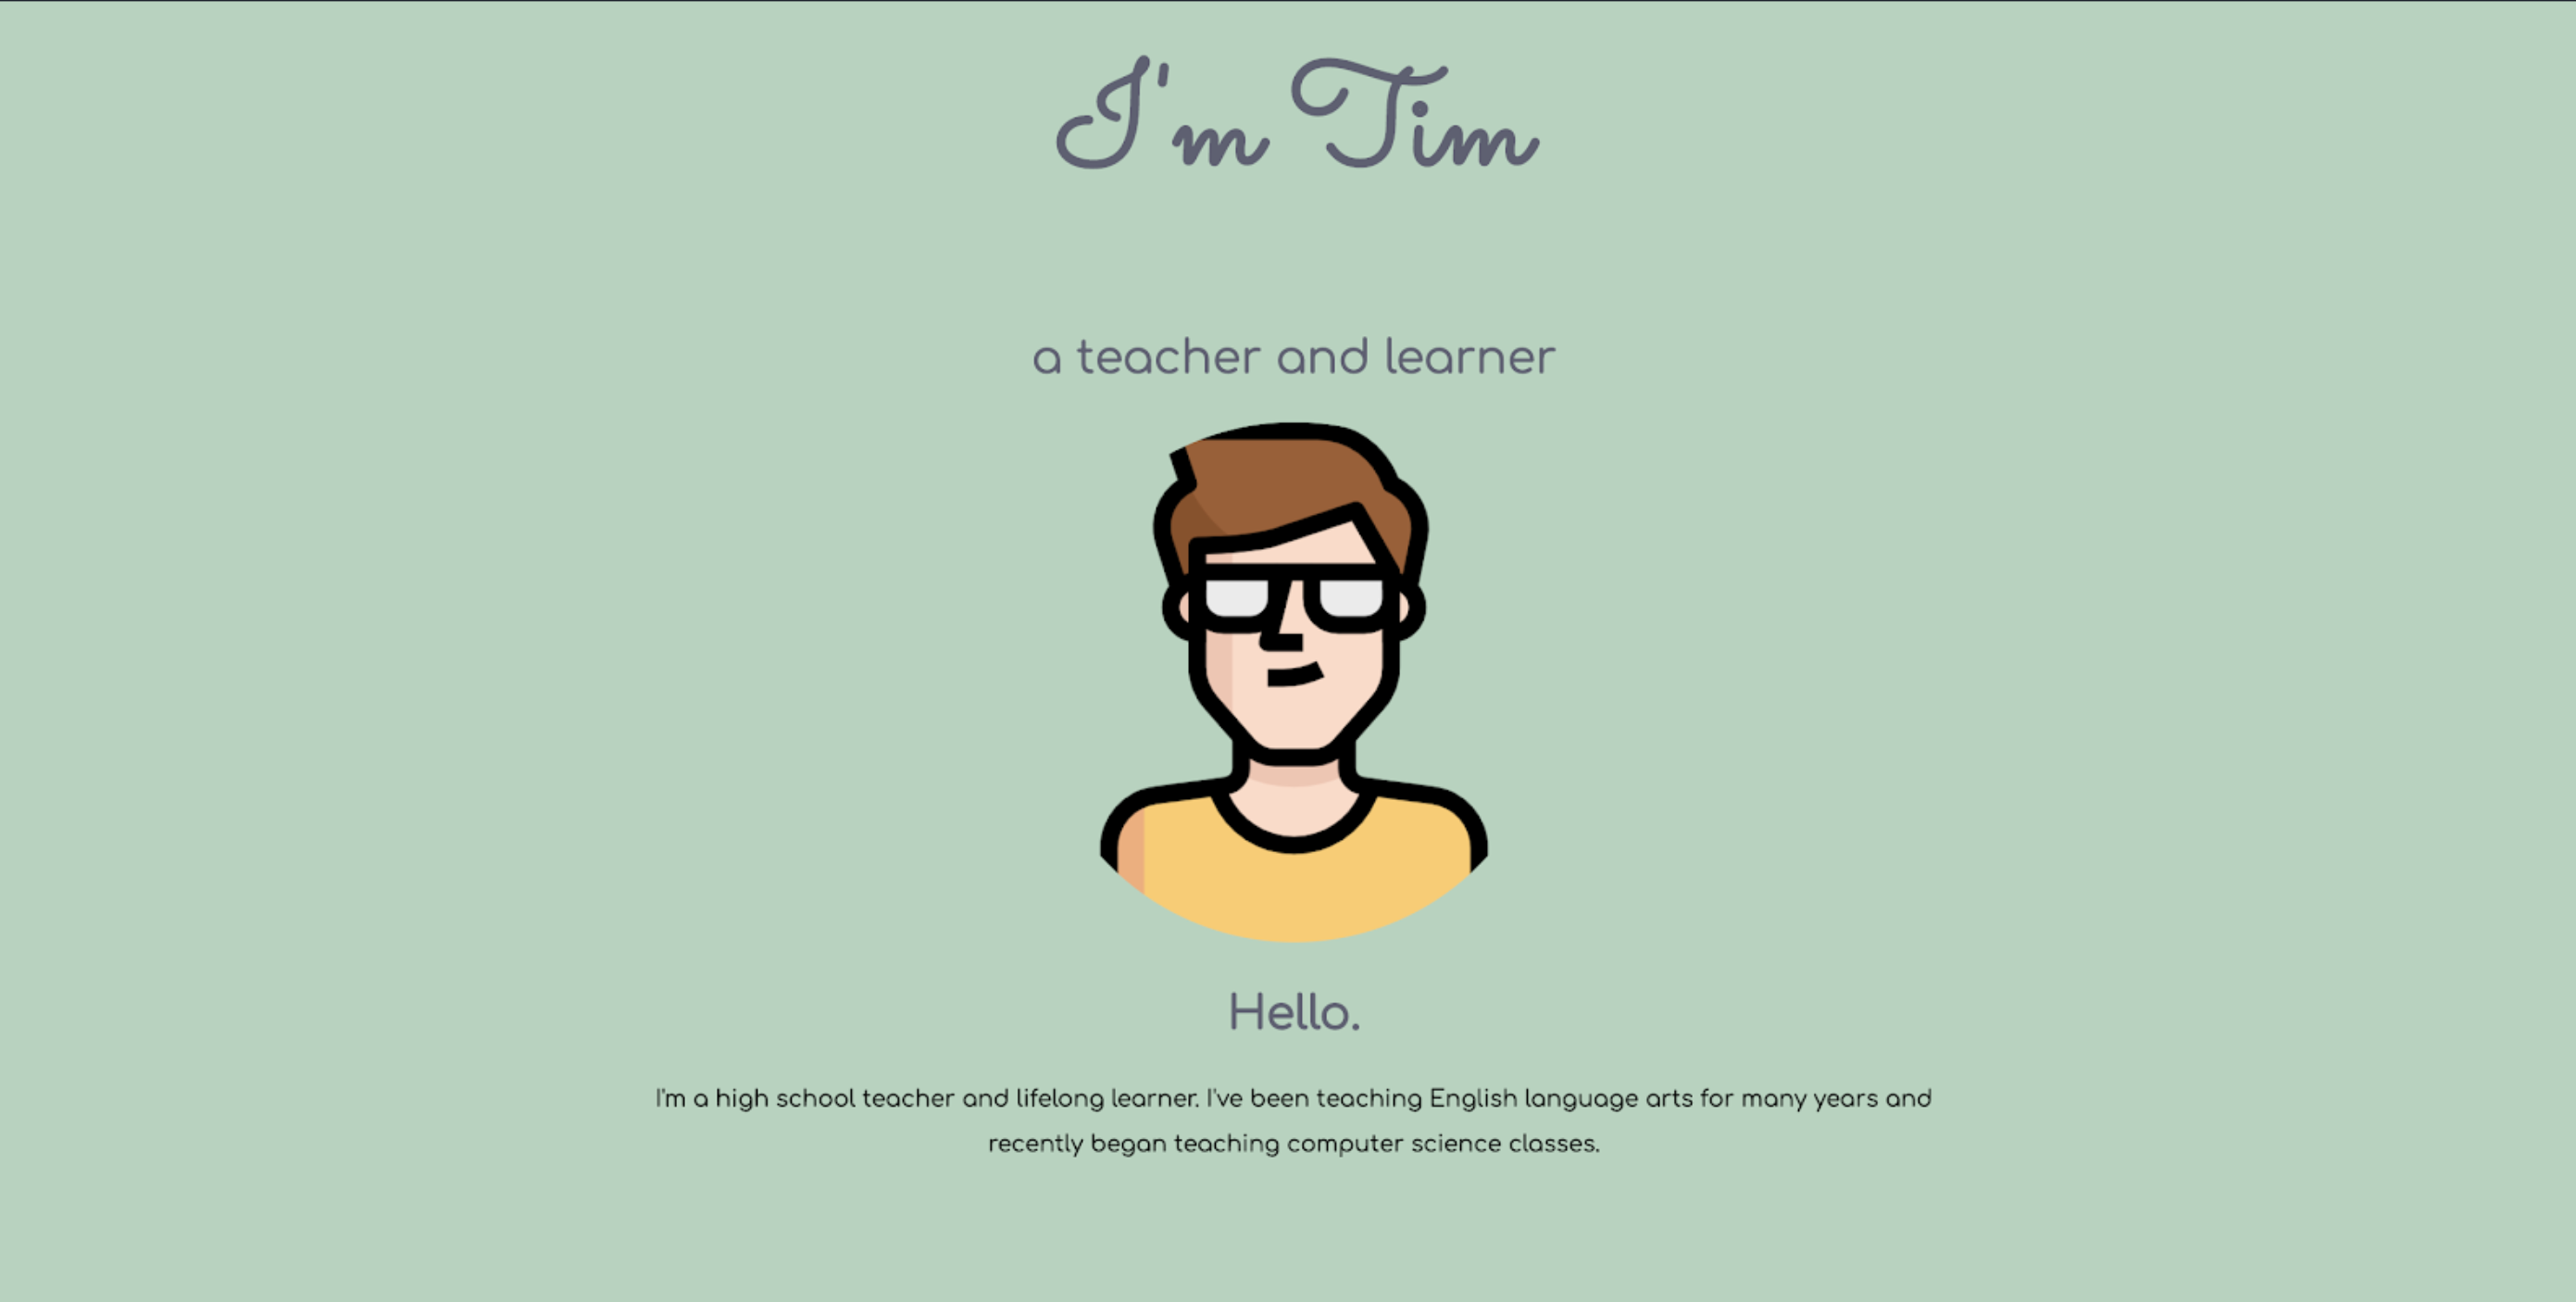 I'm Tim
a teacher and learner
Hello.
I'm a high school teacher and lifelong learner. I've been teaching English language arts for many years and
recently began teaching computer science classes.